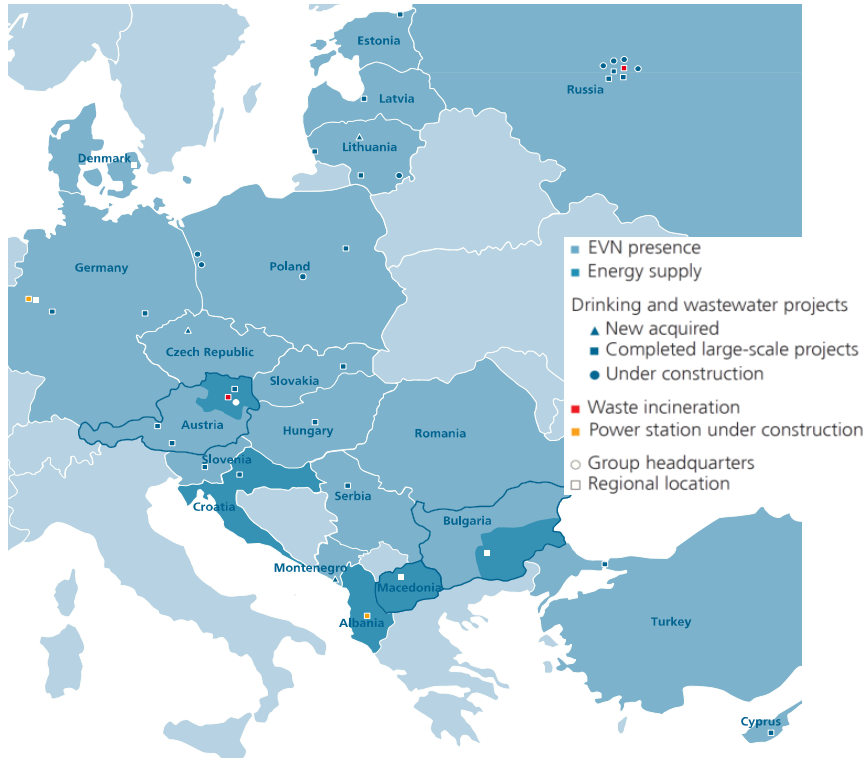 Estonia
Russia
Latvia
Lithuania
Denmark
Germany
Poland
EVN presence
Energy supply
Drinking and wastewater projects
New acquired
Completed large-scale projects
Under construction
Waste incineration
Power station under construction
Group headquarters
Regional location
Czech Republic
Slovakia
Austria
Hungary
Romania
Slovenia
Croatia
Serbia
Bulgaria
Montenegro
Macedonia
Albania
Turkey
Cyprus